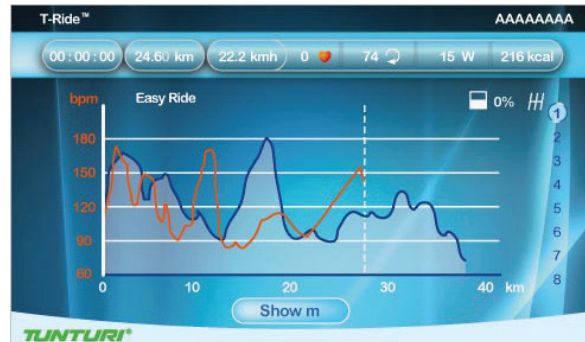 T-Ride™ AAAAAAAA
00:00:00 24.60 km 22.2 kmh 0 74 15 W 216 kcal
bpm Easy Ride 0%
180
150
120
90
60
0 10 20 30 40 km
1
2
3
4
5
6
7
8
Show m
TUNTURI®